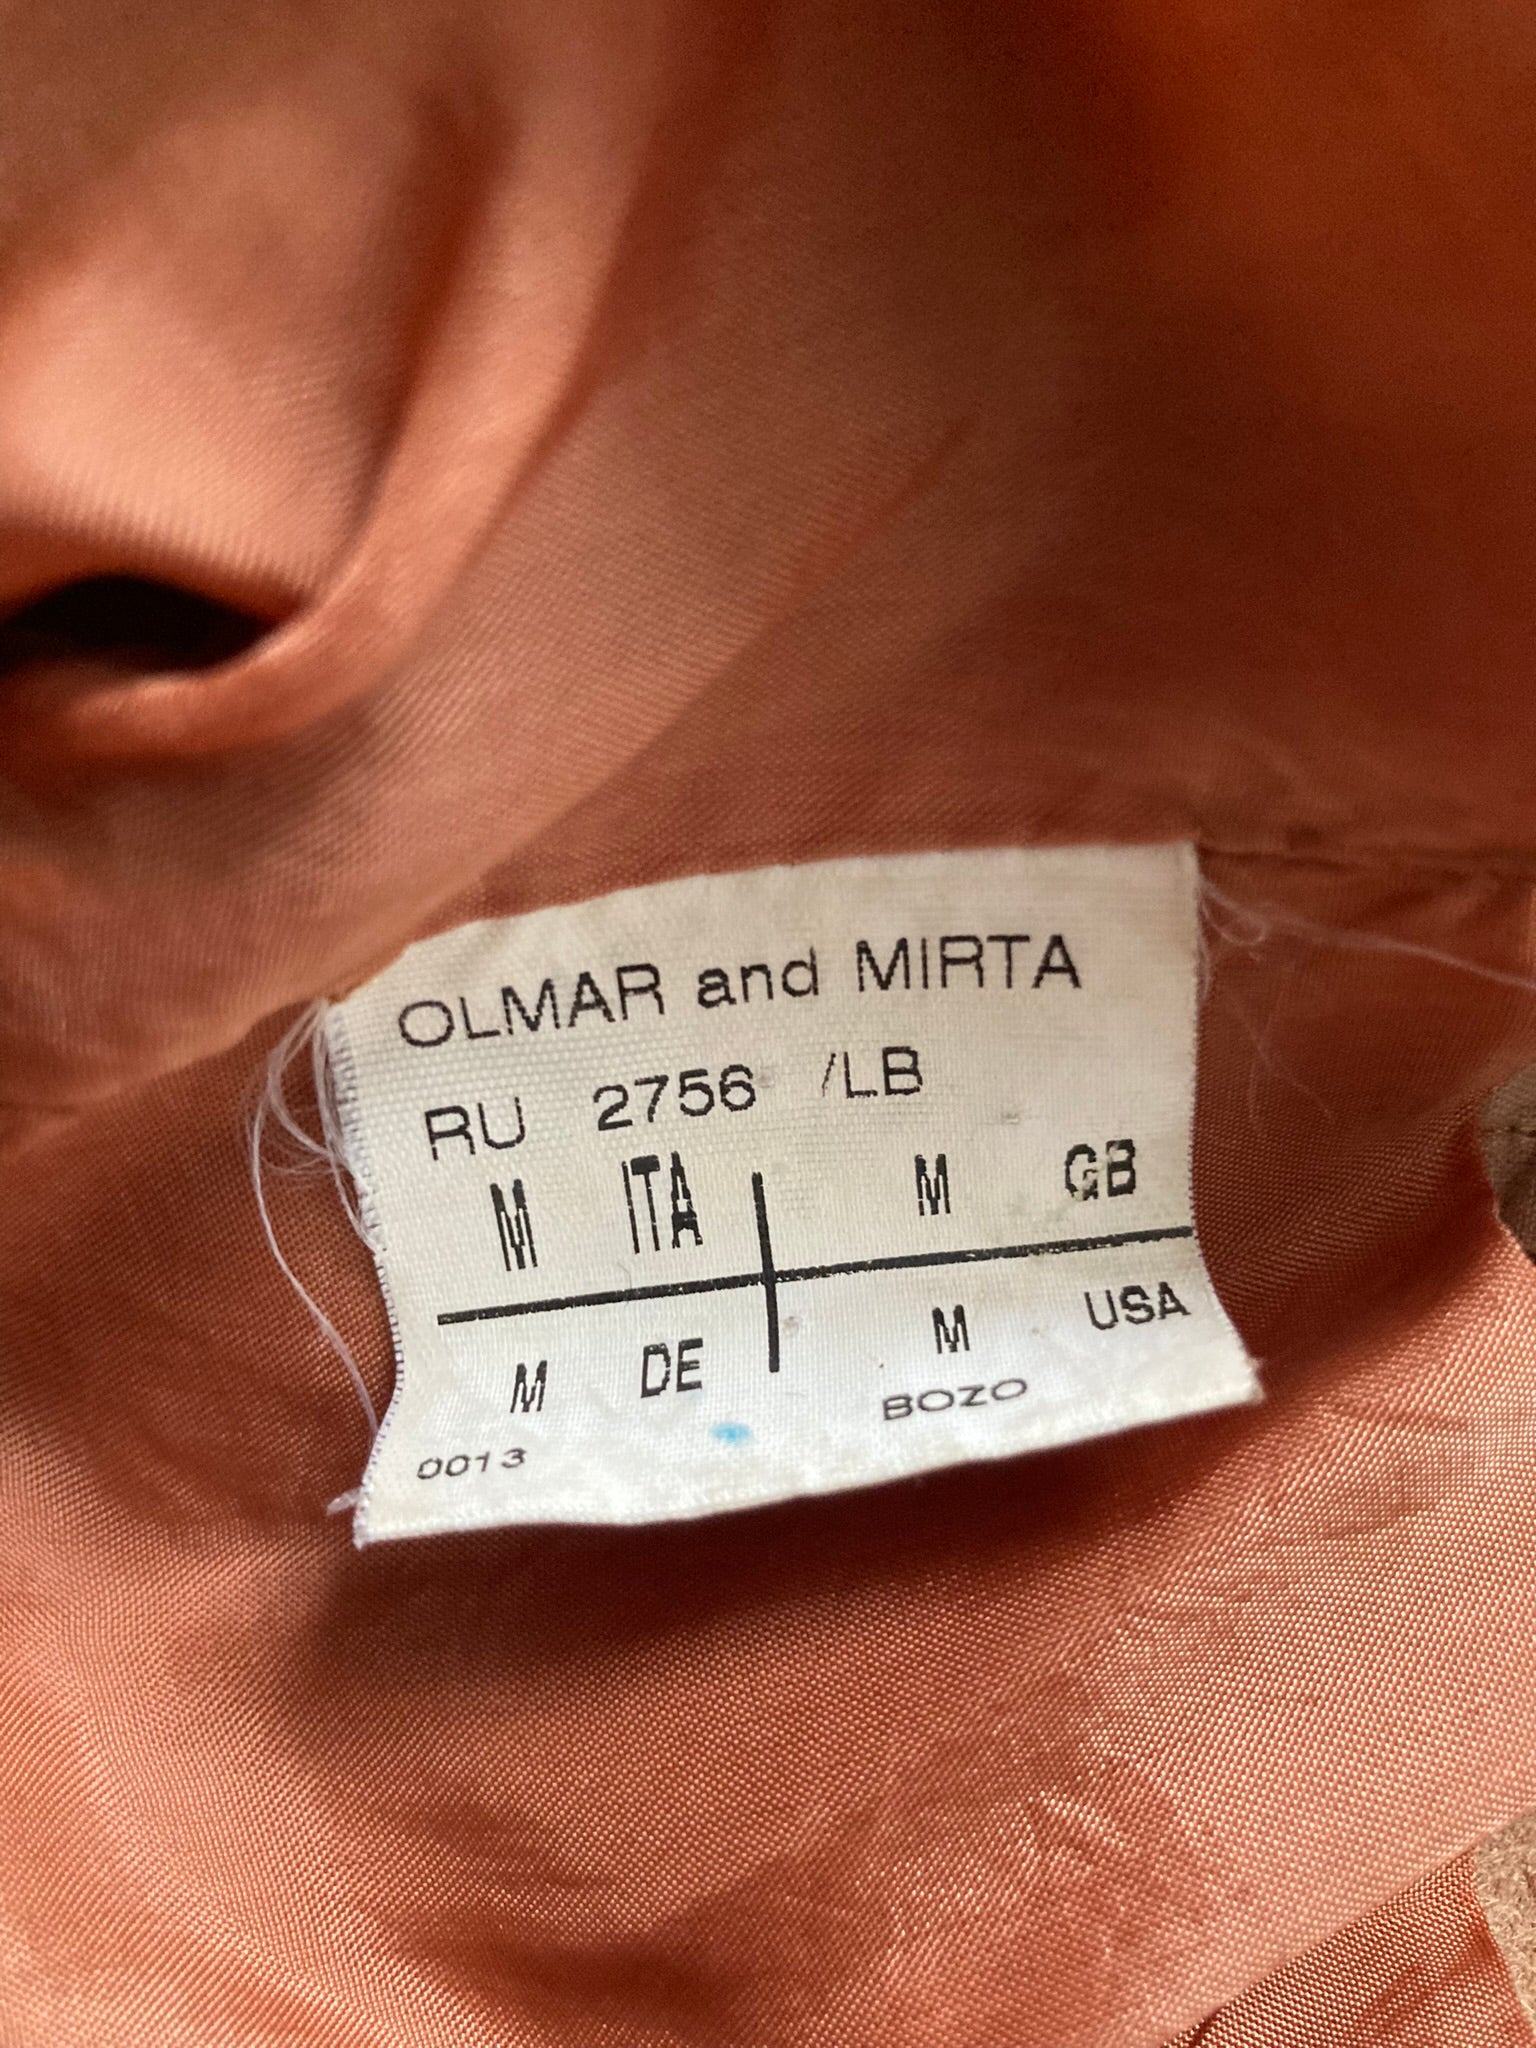 OLMAR and MIRTA
RU 2756 /LB
M ITA M GB
M DE M USA
0013 BOZO